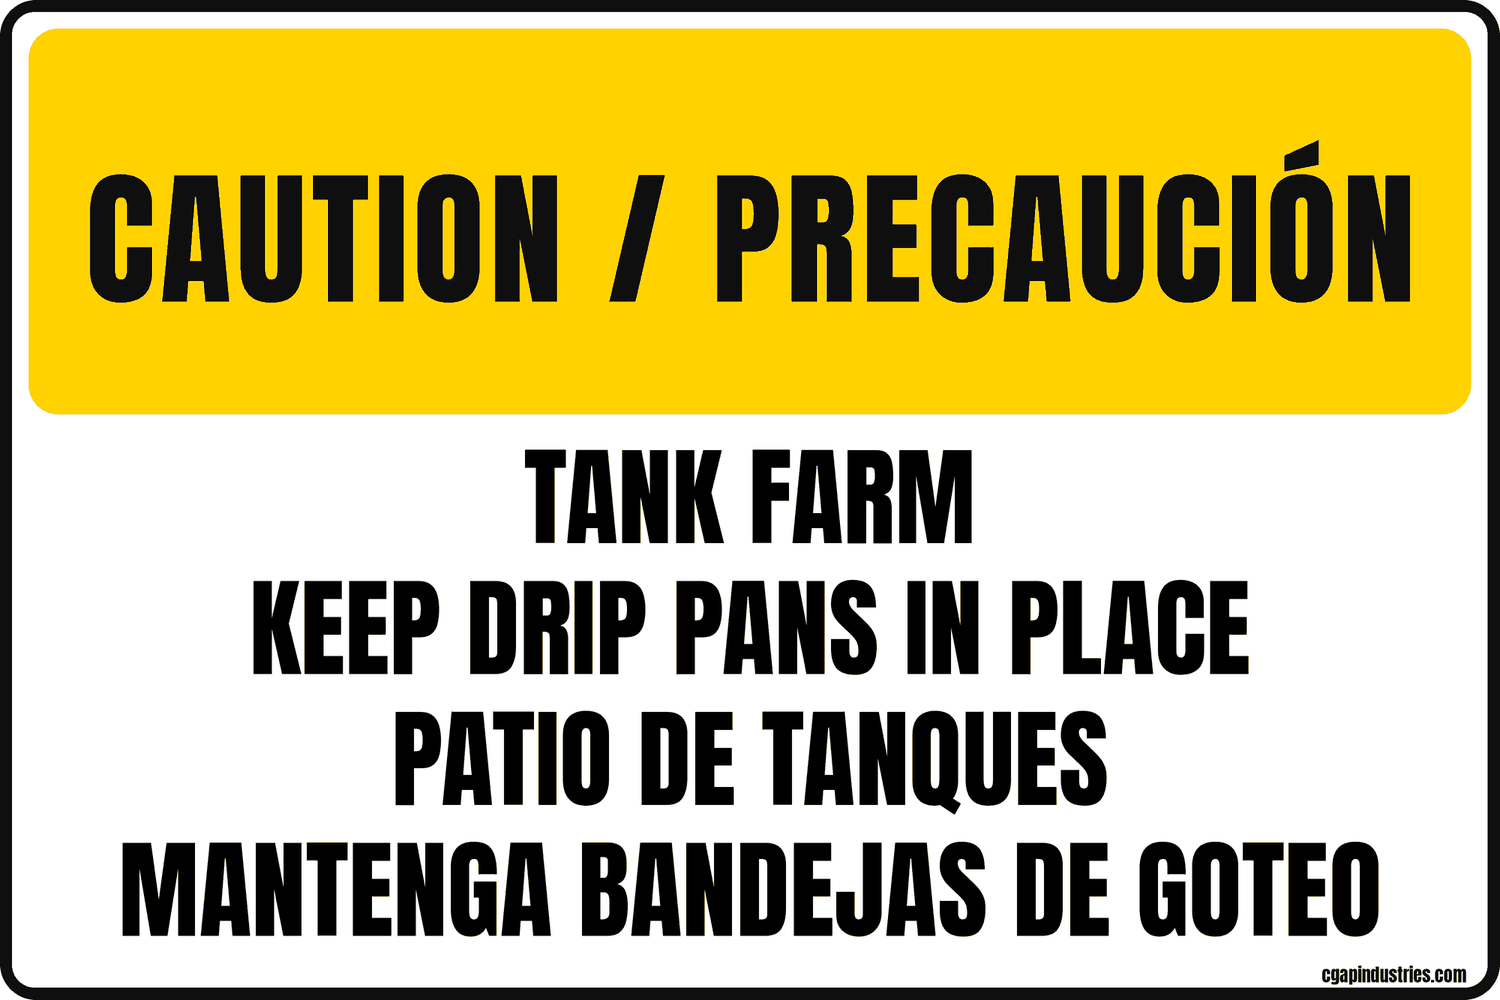 CAUTION / PRECAUCIÓN
TANK FARM
KEEP DRIP PANS IN PLACE
PATIO DE TANQUES
MANTENGA BANDEJAS DE GOTEO
cgapindustries.com